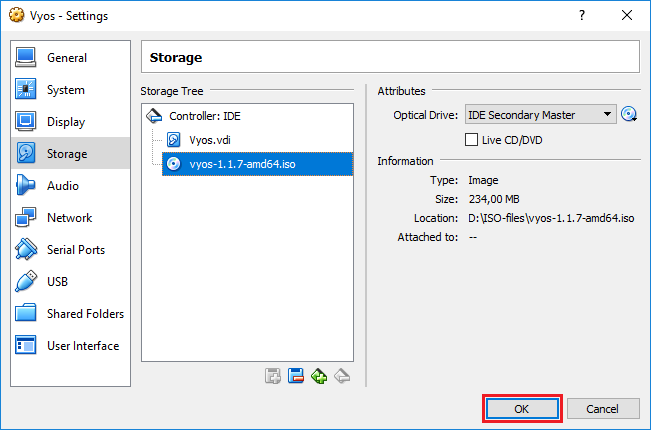 Vyos - Settings
General
System
Display
Storage
Audio
Network
Serial Ports
USB
Shared Folders
User Interface
Storage
Storage Tree
Controller: IDE
Vyos.vdi
vyos-1.1.7-amd64.iso
Attributes
Optical Drive: IDE Secondary Master
Live CD/DVD
Information
Type: Image
Size: 234,00 MB
Location: D:\ISO-files\vyos-1.1.7-amd64.iso
Attached to: --
OK
Cancel